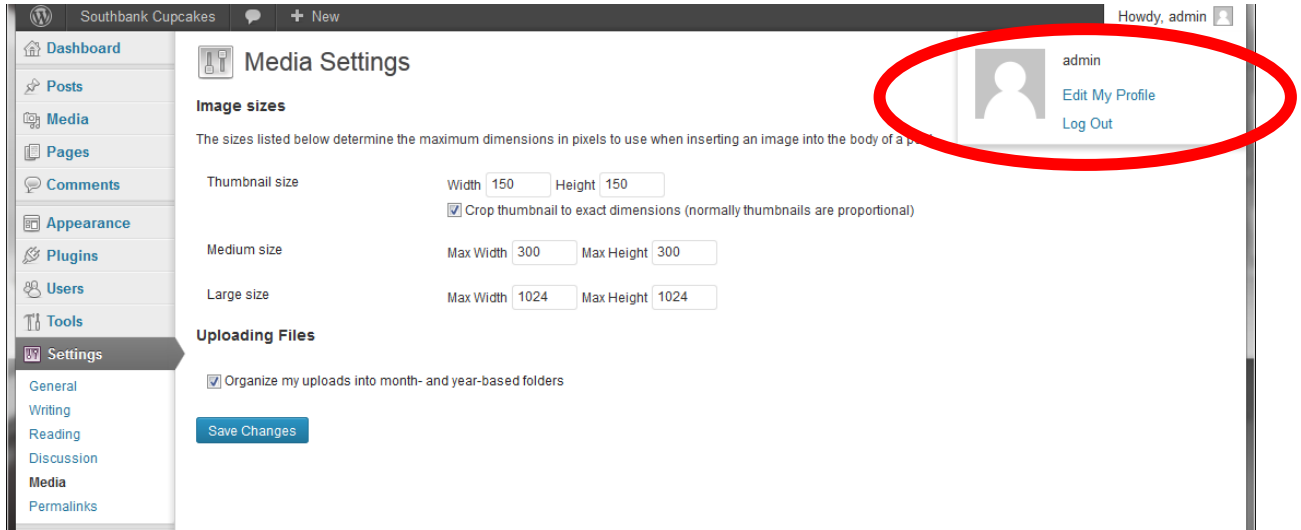 Southbank Cupcakes + New Howdy, admin
Dashboard
Posts
Media
Pages
Comments
Appearance
Plugins
Users
Tools
Settings
General
Writing
Reading
Discussion
Media
Permalinks
admin
Edit My Profile
Log Out
Media Settings
Image sizes
The sizes listed below determine the maximum dimensions in pixels to use when inserting an image into the body of a
Thumbnail size Width 150 Height 150
Crop thumbnail to exact dimensions (normally thumbnails are proportional)
Medium size Max Width 300 Max Height 300
Large size Max Width 1024 Max Height 1024
Uploading Files
Organize my uploads into month- and year-based folders
Save Changes